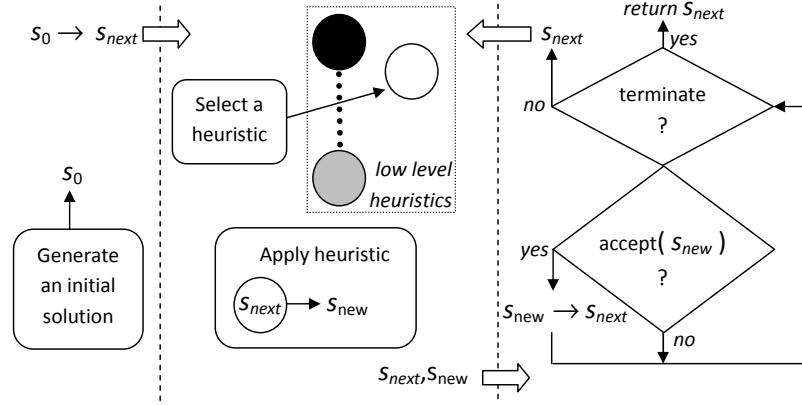 s0 → snext
s0
Generate
an initial
solution
Select a
heuristic
low level
heuristics
Apply heuristic
snext → snew
snext,snew
return snext
yes
snext
no
terminate
?
yes
accept( snew )
?
snew → snext
no